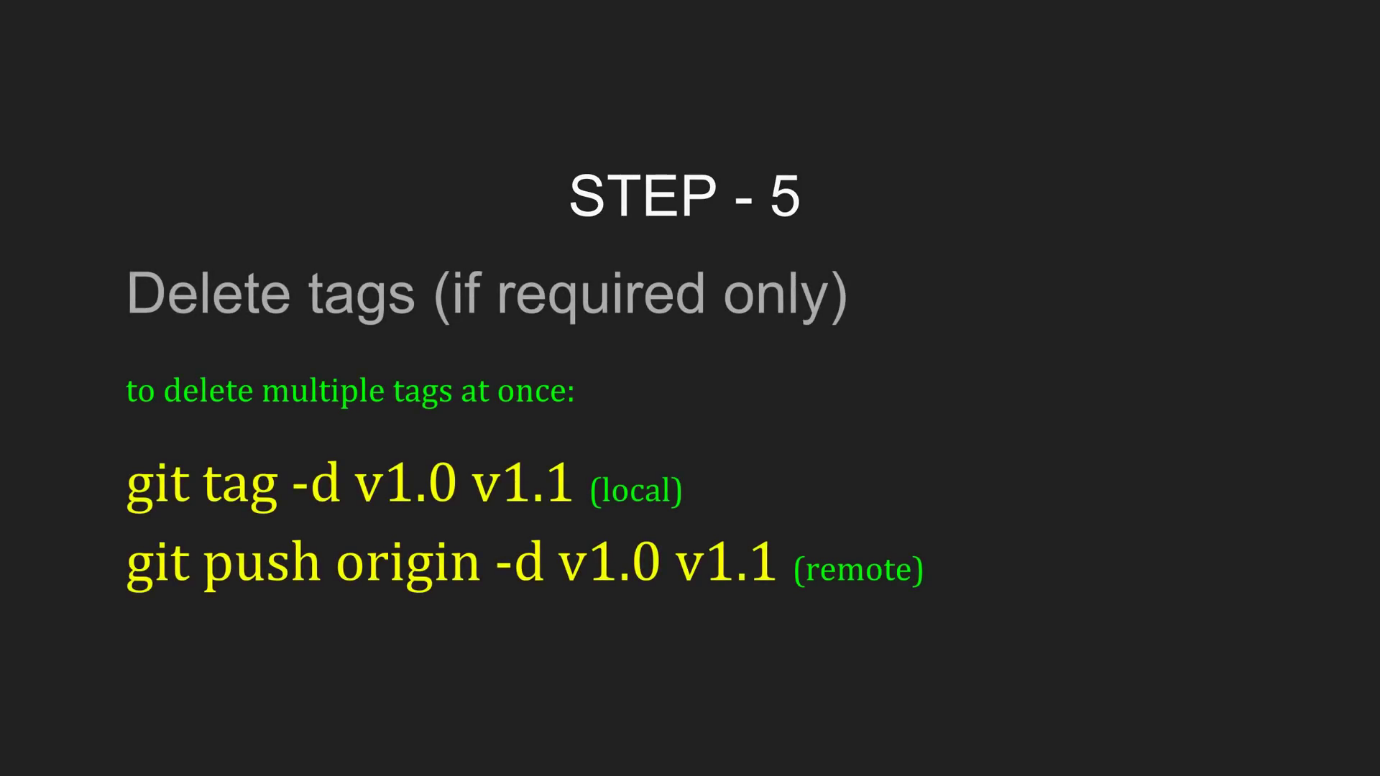 STEP - 5
Delete tags (if required only)
to delete multiple tags at once:
git tag -d v1.0 v1.1 (local)
git push origin -d v1.0 v1.1 (remote)